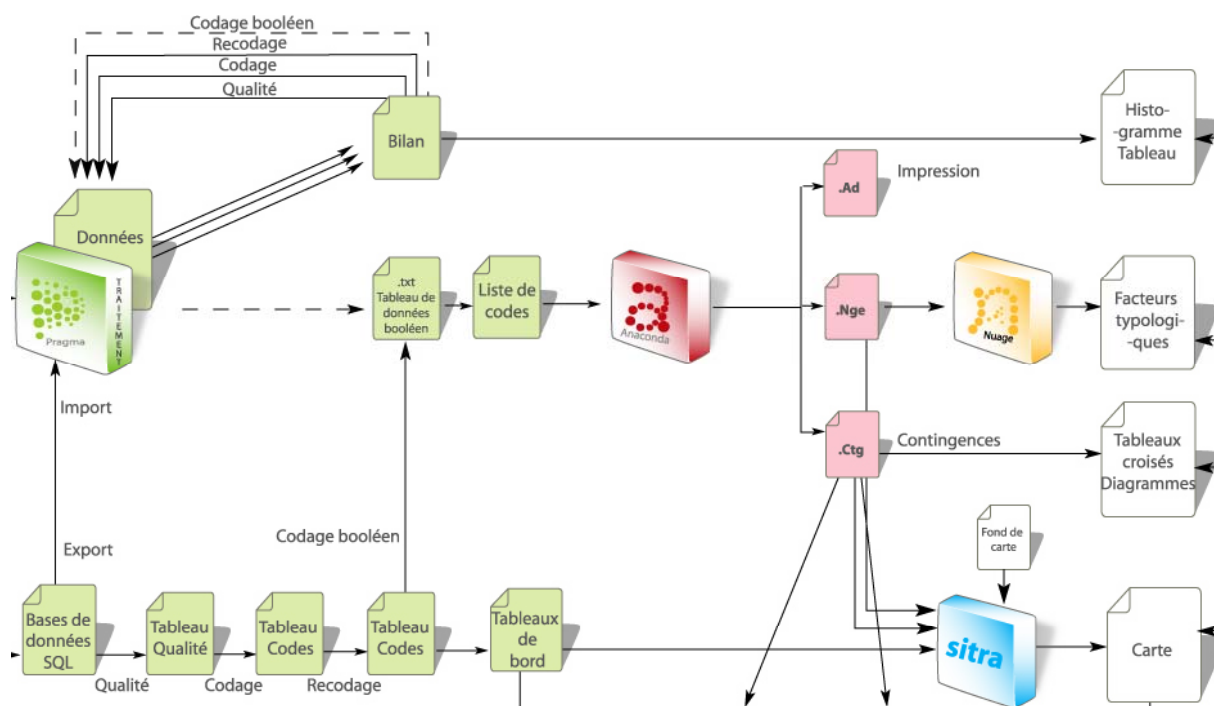 Codage booléen
Recodage
Codage
Qualité
Bilan
Histo-
-gramme
Tableau
.Ad
Impression
Données
TRAITEMENT
Pragma
.txt
Tableau de
données
booléen
Liste de
codes
Anaconda
.Nge
Nuage
Facteurs
typologi-
-ques
Import
.Ctg
Contingences
Tableaux
croisés
Diagrammes
Codage booléen
Export
Fond de
carte
Bases de
données
SQL
Tableau
Qualité
Tableau
Codes
Tableau
Codes
Tableaux
de
bord
sitra
Carte
Qualité
Codage
Recodage